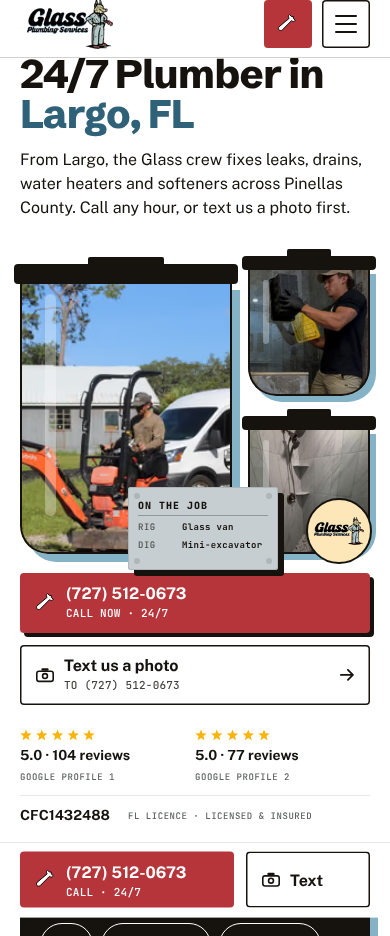 Glass
Plumbing Services
24/7 Plumber in
Largo, FL
From Largo, the Glass crew fixes leaks, drains,
water heaters and softeners across Pinellas
County. Call any hour, or text us a photo first.
ON THE JOB
RIG Glass van
DIG Mini-excavator
Glass
Plumbing Services
(727) 512-0673
CALL NOW · 24/7
Text us a photo
TO (727) 512-0673
5.0 · 104 reviews
GOOGLE PROFILE 1
5.0 · 77 reviews
GOOGLE PROFILE 2
CFC1432488 FL LICENCE · LICENSED & INSURED
(727) 512-0673
CALL · 24/7
Text